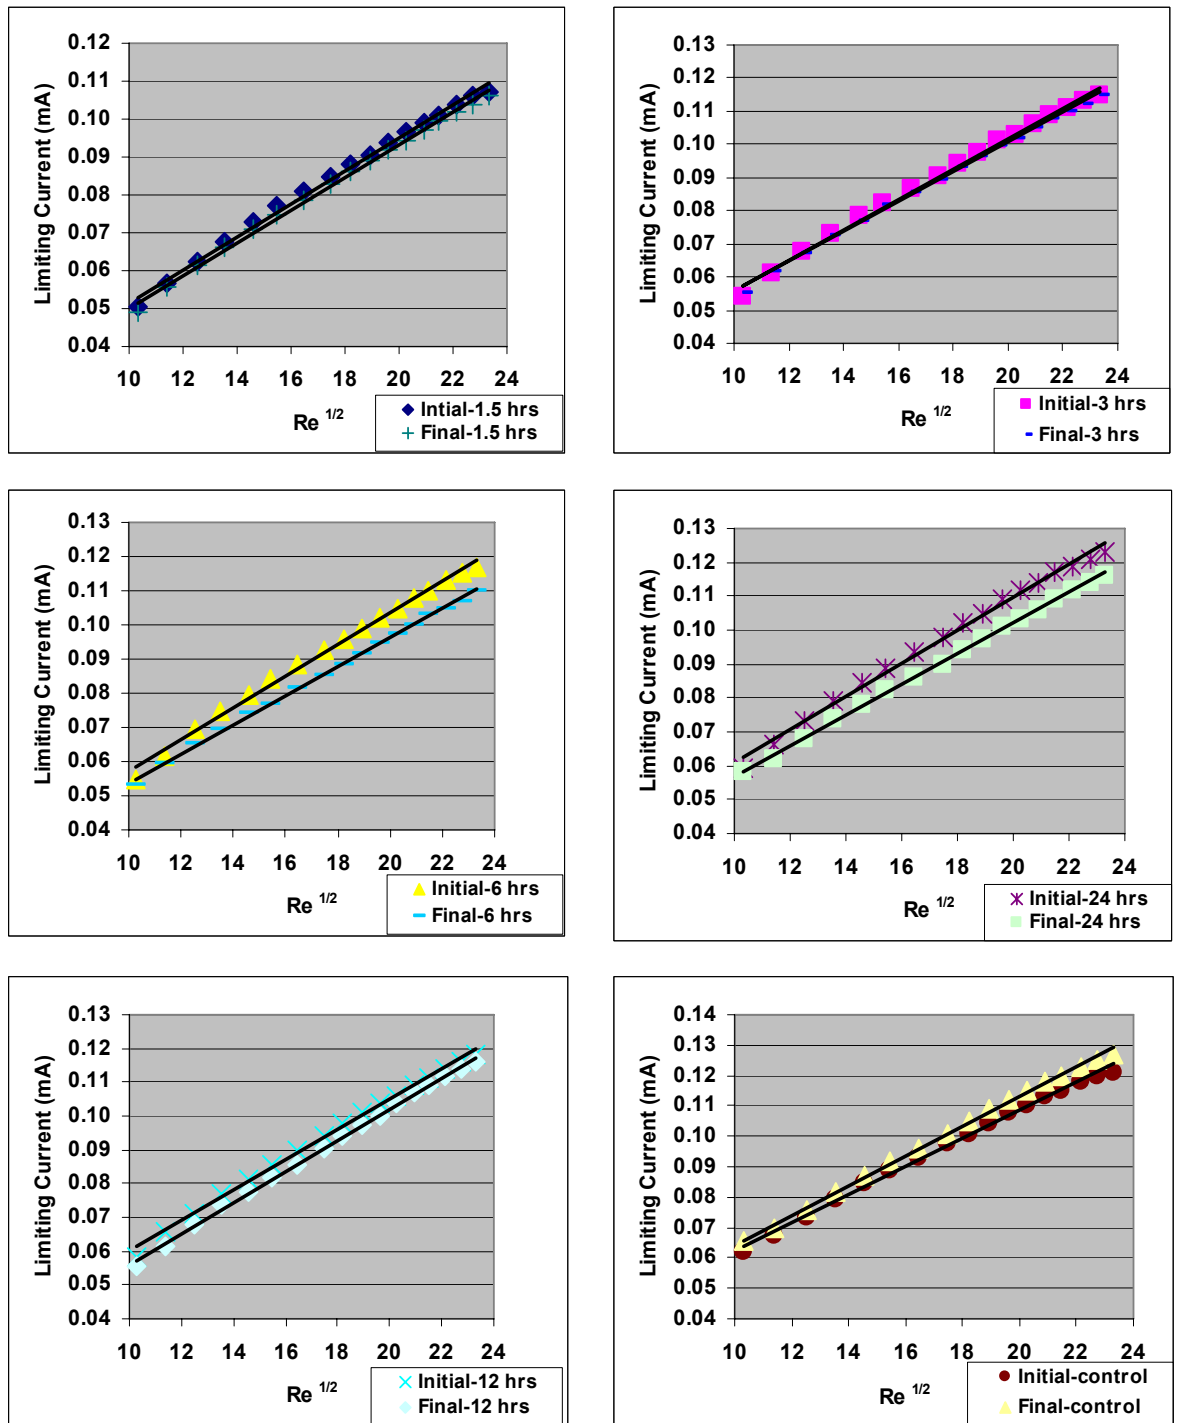 0.12
0.11
0.10
0.09
0.08
0.07
0.06
0.05
0.04
Limiting Current (mA)
10 12 14 16 18 20 22 24
Re 1/2
Intial-1.5 hrs
Final-1.5 hrs
0.13
0.12
0.11
0.10
0.09
0.08
0.07
0.06
0.05
0.04
Limiting Current (mA)
10 12 14 16 18 20 22 24
Re 1/2
Initial-3 hrs
Final-3 hrs
0.13
0.12
0.11
0.10
0.09
0.08
0.07
0.06
0.05
0.04
Limiting Current (mA)
10 12 14 16 18 20 22 24
Re 1/2
Initial-6 hrs
Final-6 hrs
0.13
0.12
0.11
0.10
0.09
0.08
0.07
0.06
0.05
0.04
Limiting Current (mA)
10 12 14 16 18 20 22 24
Re 1/2
Initial-24 hrs
Final-24 hrs
0.13
0.12
0.11
0.10
0.09
0.08
0.07
0.06
0.05
0.04
Limiting Current (mA)
10 12 14 16 18 20 22 24
Re 1/2
Initial-12 hrs
Final-12 hrs
0.14
0.13
0.12
0.11
0.10
0.09
0.08
0.07
0.06
0.05
0.04
Limiting Current (mA)
10 12 14 16 18 20 22 24
Re 1/2
Initial-control
Final-control